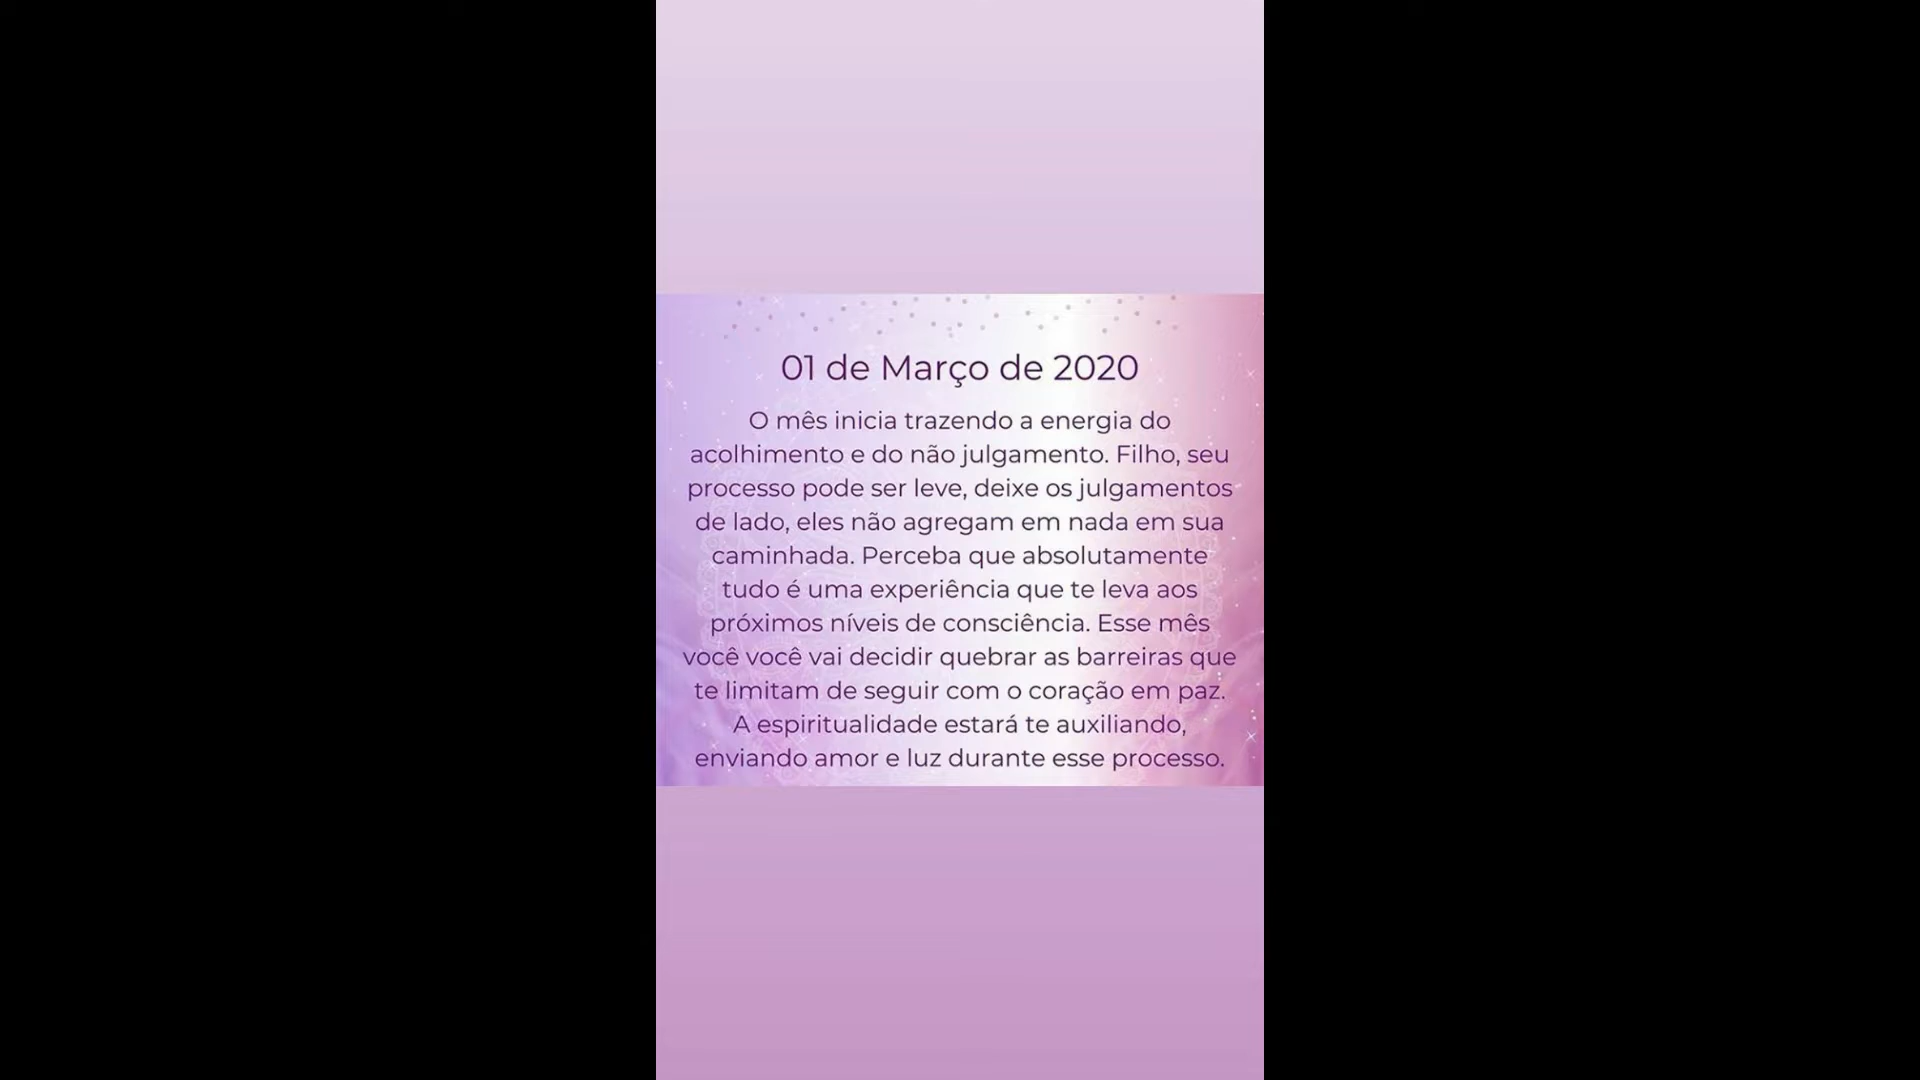 01 de Março de 2020
O mês inicia trazendo a energia do
acolhimento e do não julgamento. Filho, seu
processo pode ser leve, deixe os julgamentos
de lado, eles não agregam em nada em sua
caminhada. Perceba que absolutamente
tudo é uma experiência que te leva aos
próximos níveis de consciência. Esse mês
você você vai decidir quebrar as barreiras que
te limitam de seguir com o coração em paz.
A espiritualidade estará te auxiliando,
enviando amor e luz durante esse processo.